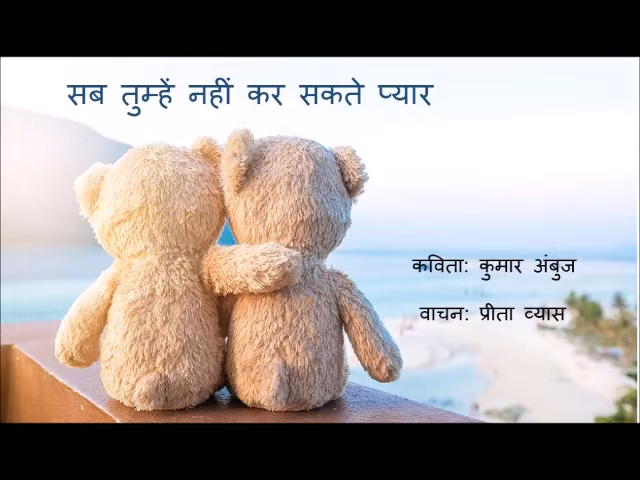 सब तुम्हें नहीं कर सकते प्यार
कविता: कुमार अंबुज
वाचन: प्रीता व्यास